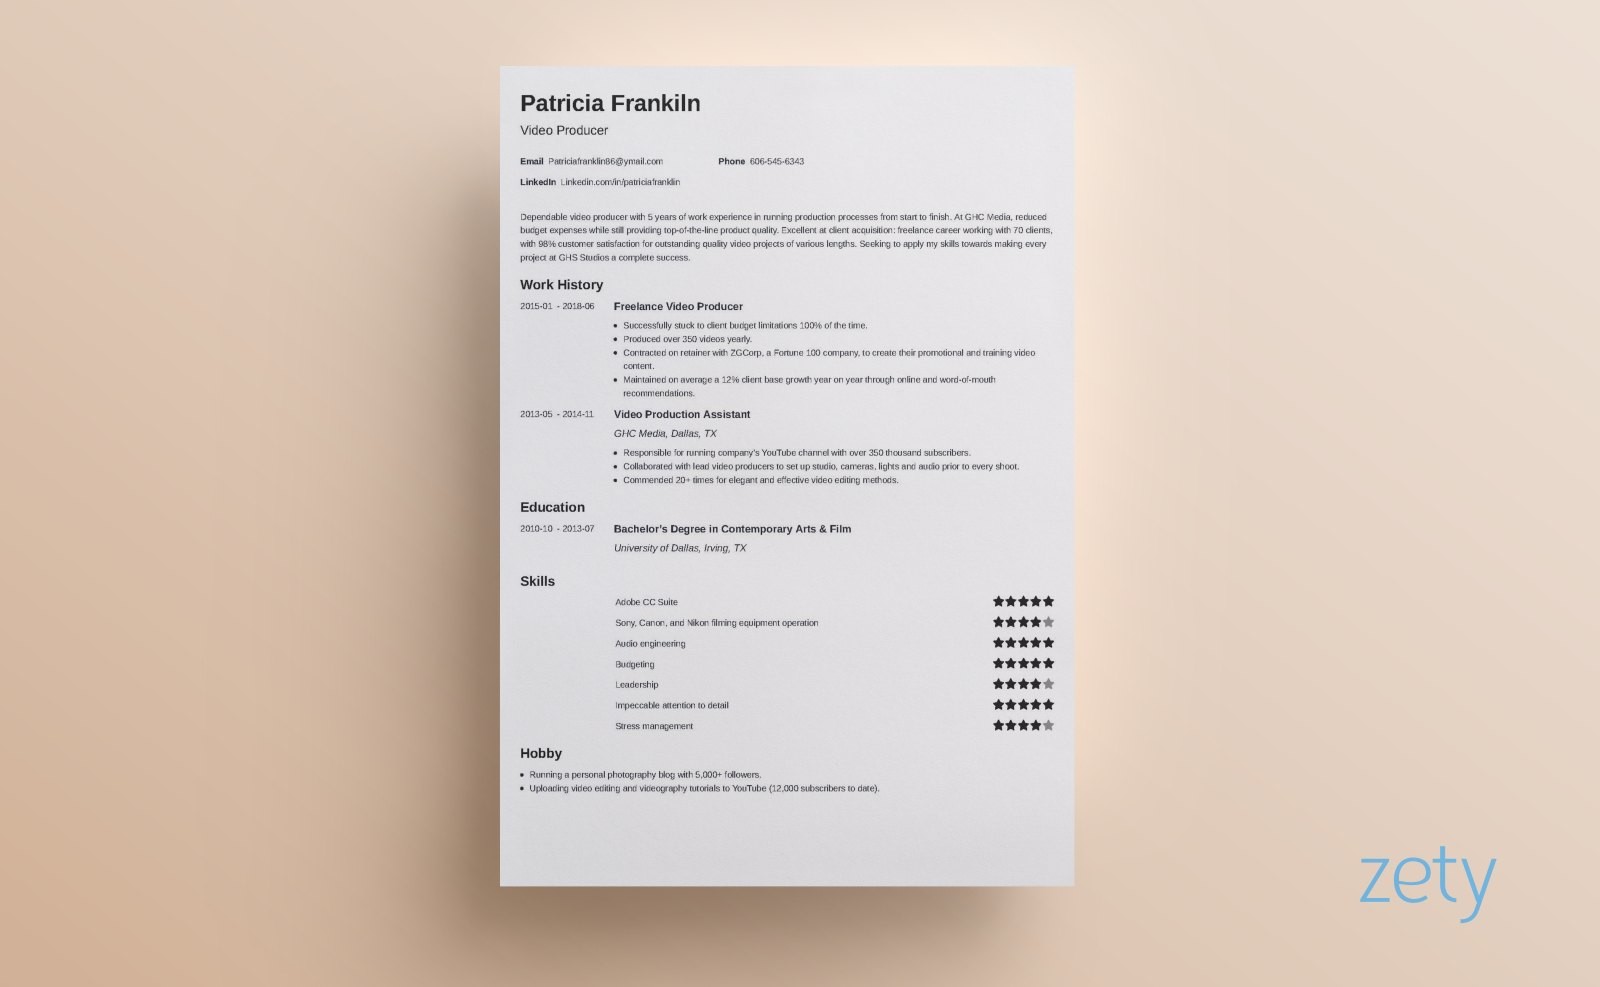 Patricia Frankiln
Video Producer
Email Patriciafranklin86@ymail.com Phone 606-545-6343
LinkedIn Linkedin.com/in/patriciafranklin
Dependable video producer with 5 years of work experience in running production processes from start to finish. At GHC Media, reduced
budget expenses while still providing top-of-the-line product quality. Excellent at client acquisition: freelance career working with 70 clients,
with 98% customer satisfaction for outstanding quality video projects of various lengths. Seeking to apply my skills towards making every
project at GHS Studios a complete success.
Work History
2015-01 - 2018-06 Freelance Video Producer
• Successfully stuck to client budget limitations 100% of the time.
• Produced over 350 videos yearly.
• Contracted on retainer with ZGCorp, a Fortune 100 company, to create their promotional and training video
content.
• Maintained on average a 12% client base growth year on year through online and word-of-mouth
recommendations.
2013-05 - 2014-11 Video Production Assistant
GHC Media, Dallas, TX
• Responsible for running company's YouTube channel with over 350 thousand subscribers.
• Collaborated with lead video producers to set up studio, cameras, lights and audio prior to every shoot.
• Commended 20+ times for elegant and effective video editing methods.
Education
2010-10 - 2013-07 Bachelor's Degree in Contemporary Arts & Film
University of Dallas, Irving, TX
Skills
Adobe CC Suite
Sony, Canon, and Nikon filming equipment operation
Audio engineering
Budgeting
Leadership
Impeccable attention to detail
Stress management
Hobby
• Running a personal photography blog with 5,000+ followers.
• Uploading video editing and videography tutorials to YouTube (12,000 subscribers to date).
zety